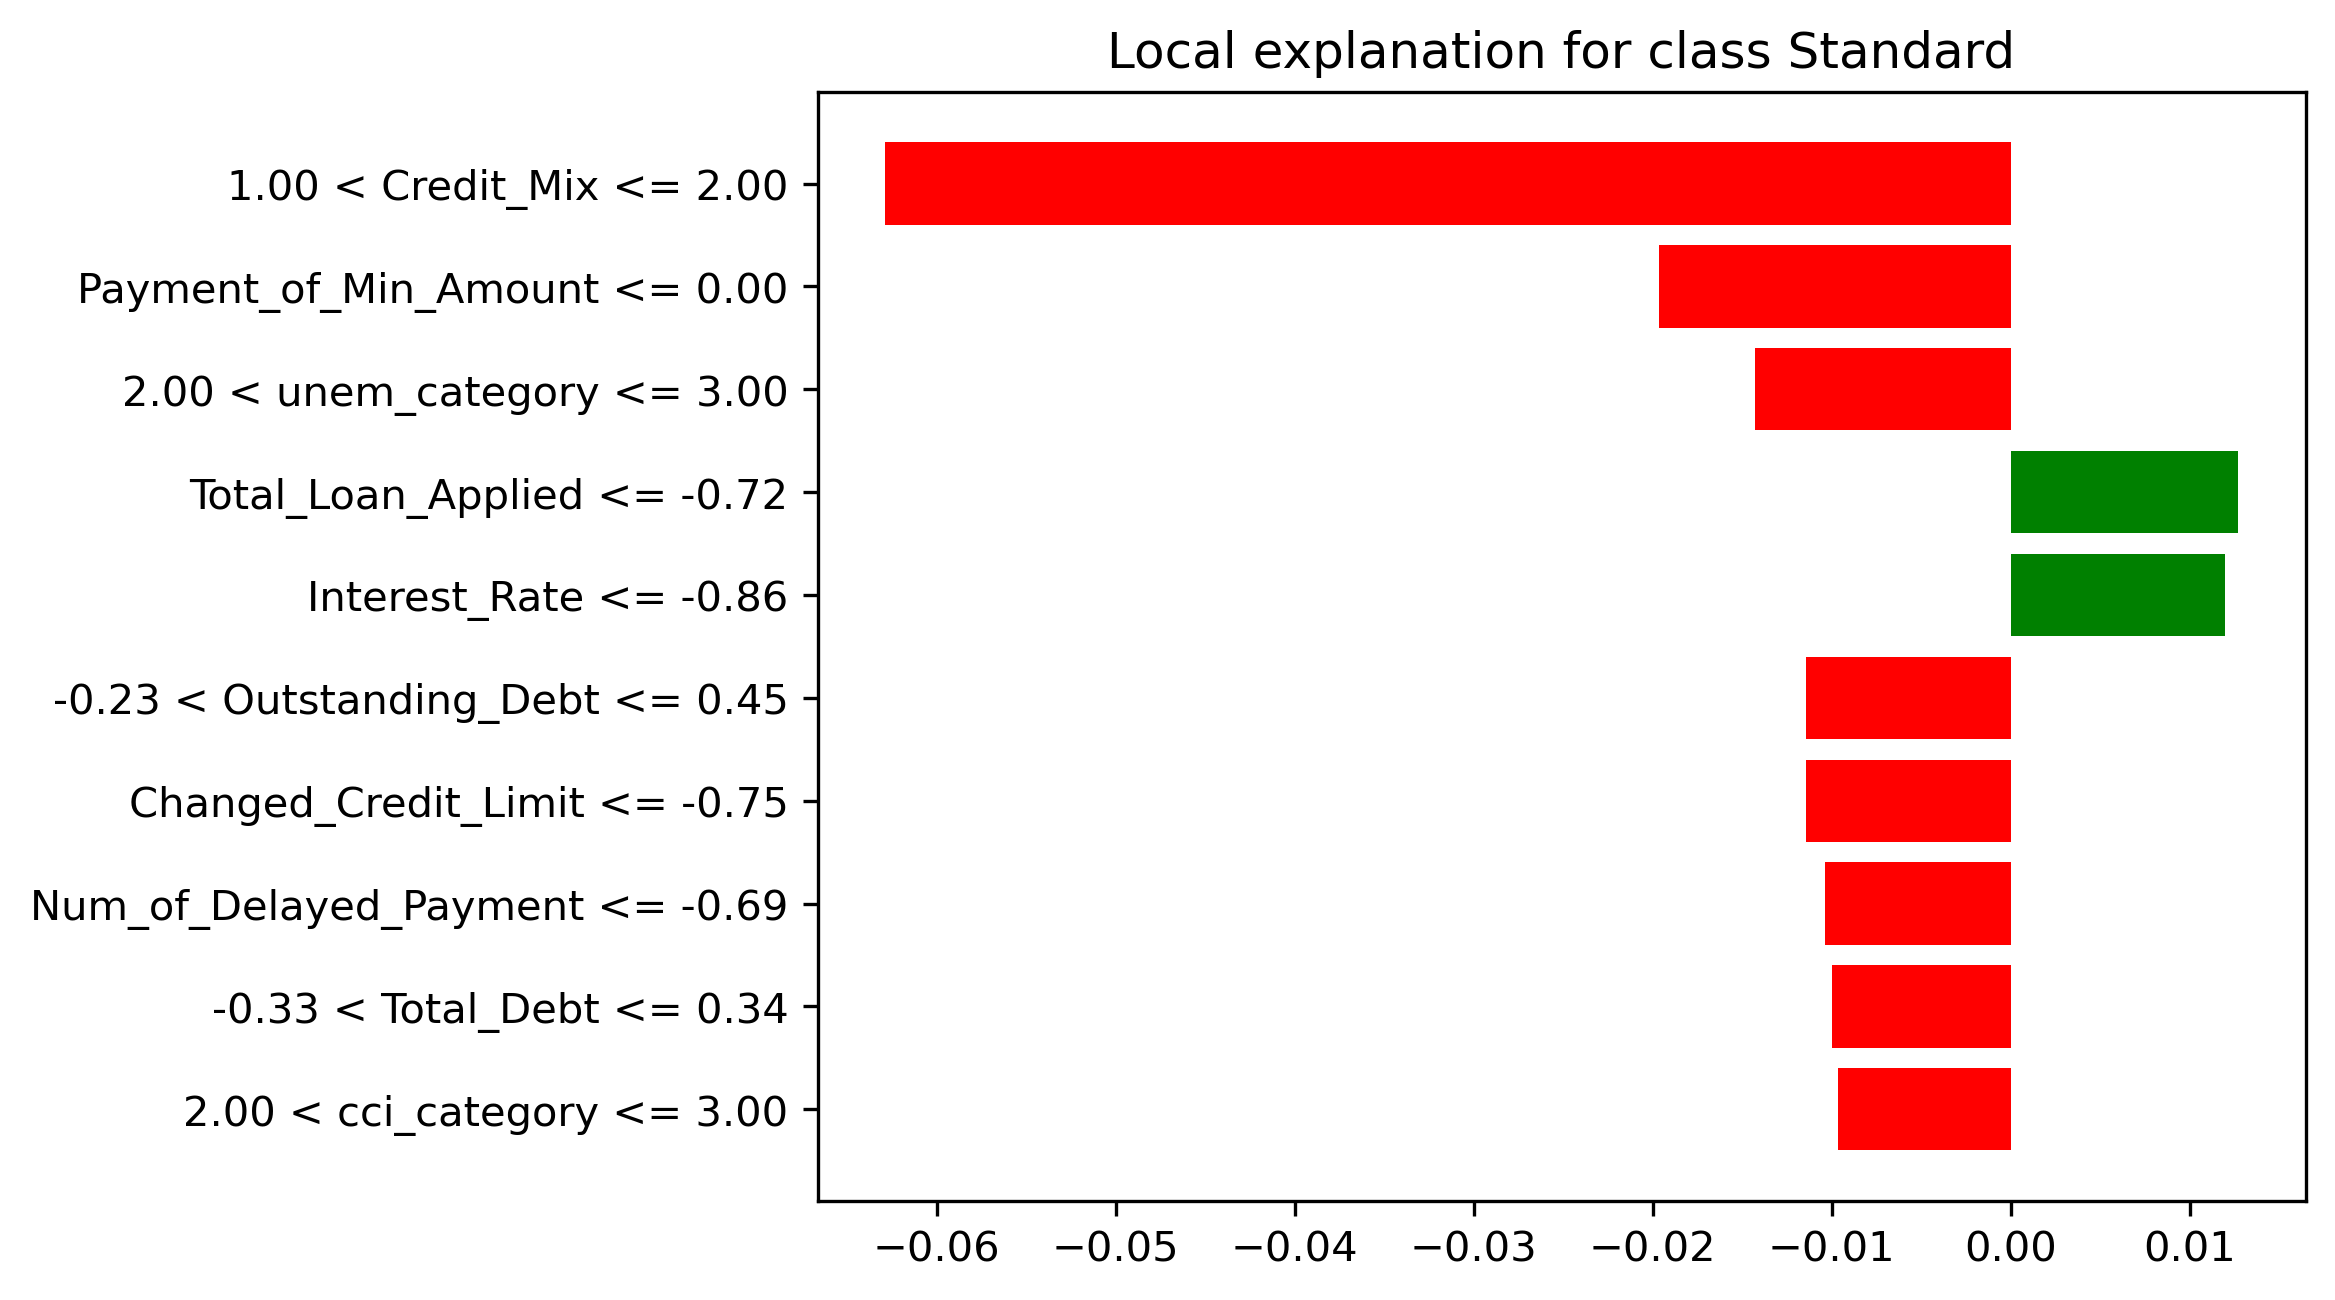 Local explanation for class Standard
1.00 < Credit_Mix <= 2.00
Payment_of_Min_Amount <= 0.00
2.00 < unem_category <= 3.00
Total_Loan_Applied <= -0.72
Interest_Rate <= -0.86
-0.23 < Outstanding_Debt <= 0.45
Changed_Credit_Limit <= -0.75
Num_of_Delayed_Payment <= -0.69
-0.33 < Total_Debt <= 0.34
2.00 < cci_category <= 3.00
−0.06 −0.05 −0.04 −0.03 −0.02 −0.01 0.00 0.01